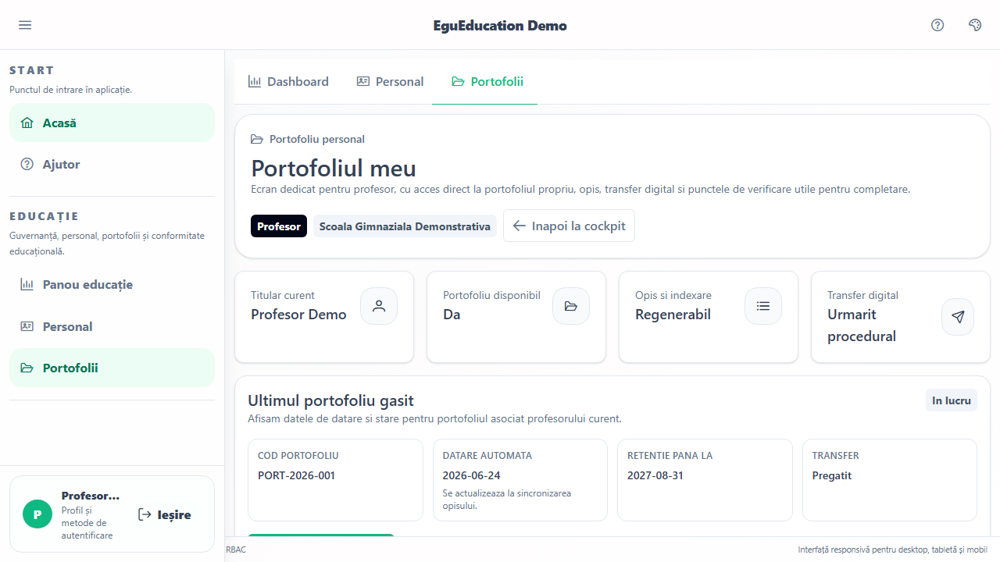 EguEducation Demo
START
Punctul de intrare în aplicație.
Acasă
Ajutor
EDUCAȚIE
Guvernanță, personal, portofolii și conformitate
educațională.
Panou educație
Personal
Portofolii
Profesor...
Profil și
metode de
autentificare
P
Ieșire
Dashboard
Personal
Portofolii
Portofoliu personal
Portofoliul meu
Ecran dedicat pentru profesor, cu acces direct la portofoliul propriu, opis, transfer digital si punctele de verificare utile pentru completare.
Profesor
Scoala Gimnaziala Demonstrativa
Inapoi la cockpit
Titular curent
Profesor Demo
Portofoliu disponibil
Da
Opis si indexare
Regenerabil
Transfer digital
Urmarit
procedural
Ultimul portofoliu gasit
In lucru
Afisam datele de datare si stare pentru portofoliul asociat profesorului curent.
COD PORTOFOLIU
PORT-2026-001
DATARE AUTOMATA
2026-06-24
Se actualizeaza la sincronizarea
opisului.
RETENTIE PANA LA
2027-08-31
TRANSFER
Pregatit
RBAC
Interfață responsivă pentru desktop, tabletă și mobil